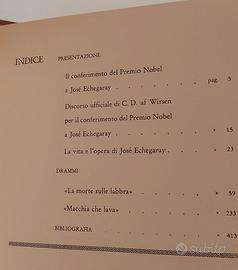 INDICE PRESENTAZIONE
Il conferimento del Premio Nobel
a José Echegaray . . . . . . . pag. 5
Discorso ufficiale di C. D. af Wirsen
per il conferimento del Premio Nobel
a José Echegaray . . . . . . . » 15
La vita e l'opera di José Echegaray . . » 23
DRAMMI
«La morte sulle labbra» . . . . . » 59
«Macchia che lava» . . . . . . » 233
BIBLIOGRAFIA . . . . . . . . » 413
subito